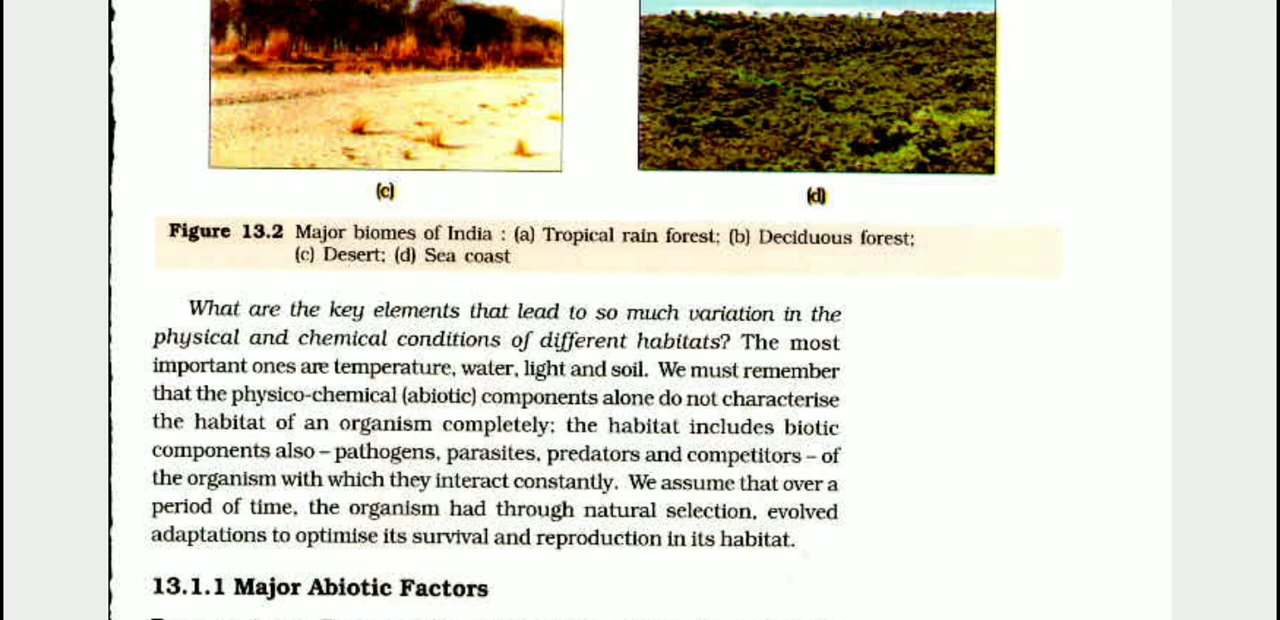 (c)
(d)
Figure 13.2 Major biomes of India : (a) Tropical rain forest; (b) Deciduous forest;
(c) Desert; (d) Sea coast
What are the key elements that lead to so much variation in the
physical and chemical conditions of different habitats? The most
important ones are temperature, water, light and soil. We must remember
that the physico-chemical (abiotic) components alone do not characterise
the habitat of an organism completely; the habitat includes biotic
components also – pathogens, parasites, predators and competitors – of
the organism with which they interact constantly. We assume that over a
period of time, the organism had through natural selection, evolved
adaptations to optimise its survival and reproduction in its habitat.
13.1.1 Major Abiotic Factors